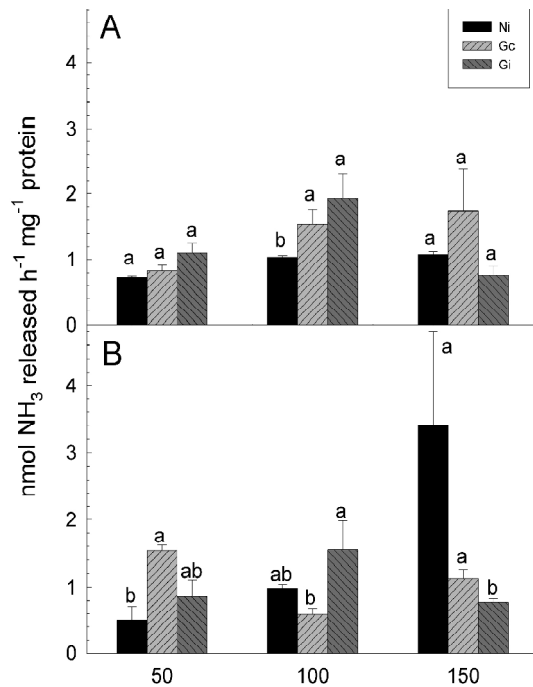 A
Ni
Gc
Gi
nmol NH3 released h-1 mg-1 protein
4
3
2
1
0
a a a
b a a
a a a
B
4
3
2
1
0
b a ab
ab b a
a a b
50 100 150